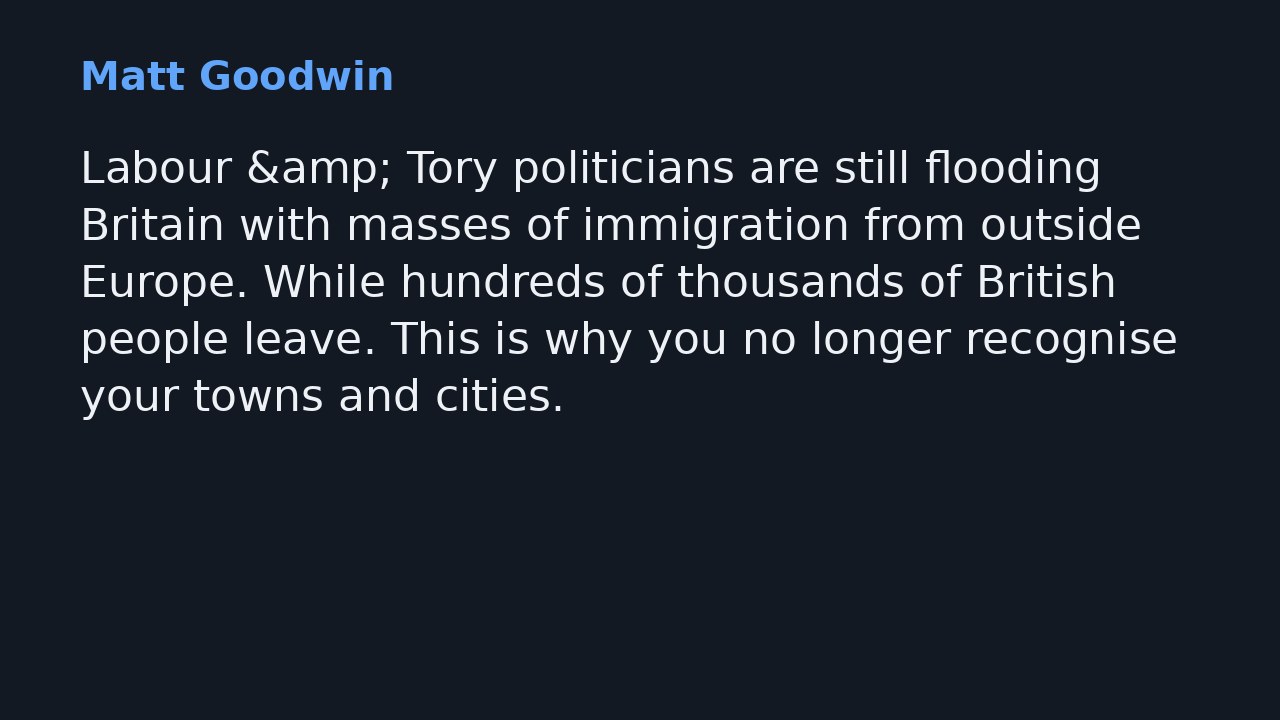 Matt Goodwin
Labour &amp; Tory politicians are still flooding
Britain with masses of immigration from outside
Europe. While hundreds of thousands of British
people leave. This is why you no longer recognise
your towns and cities.